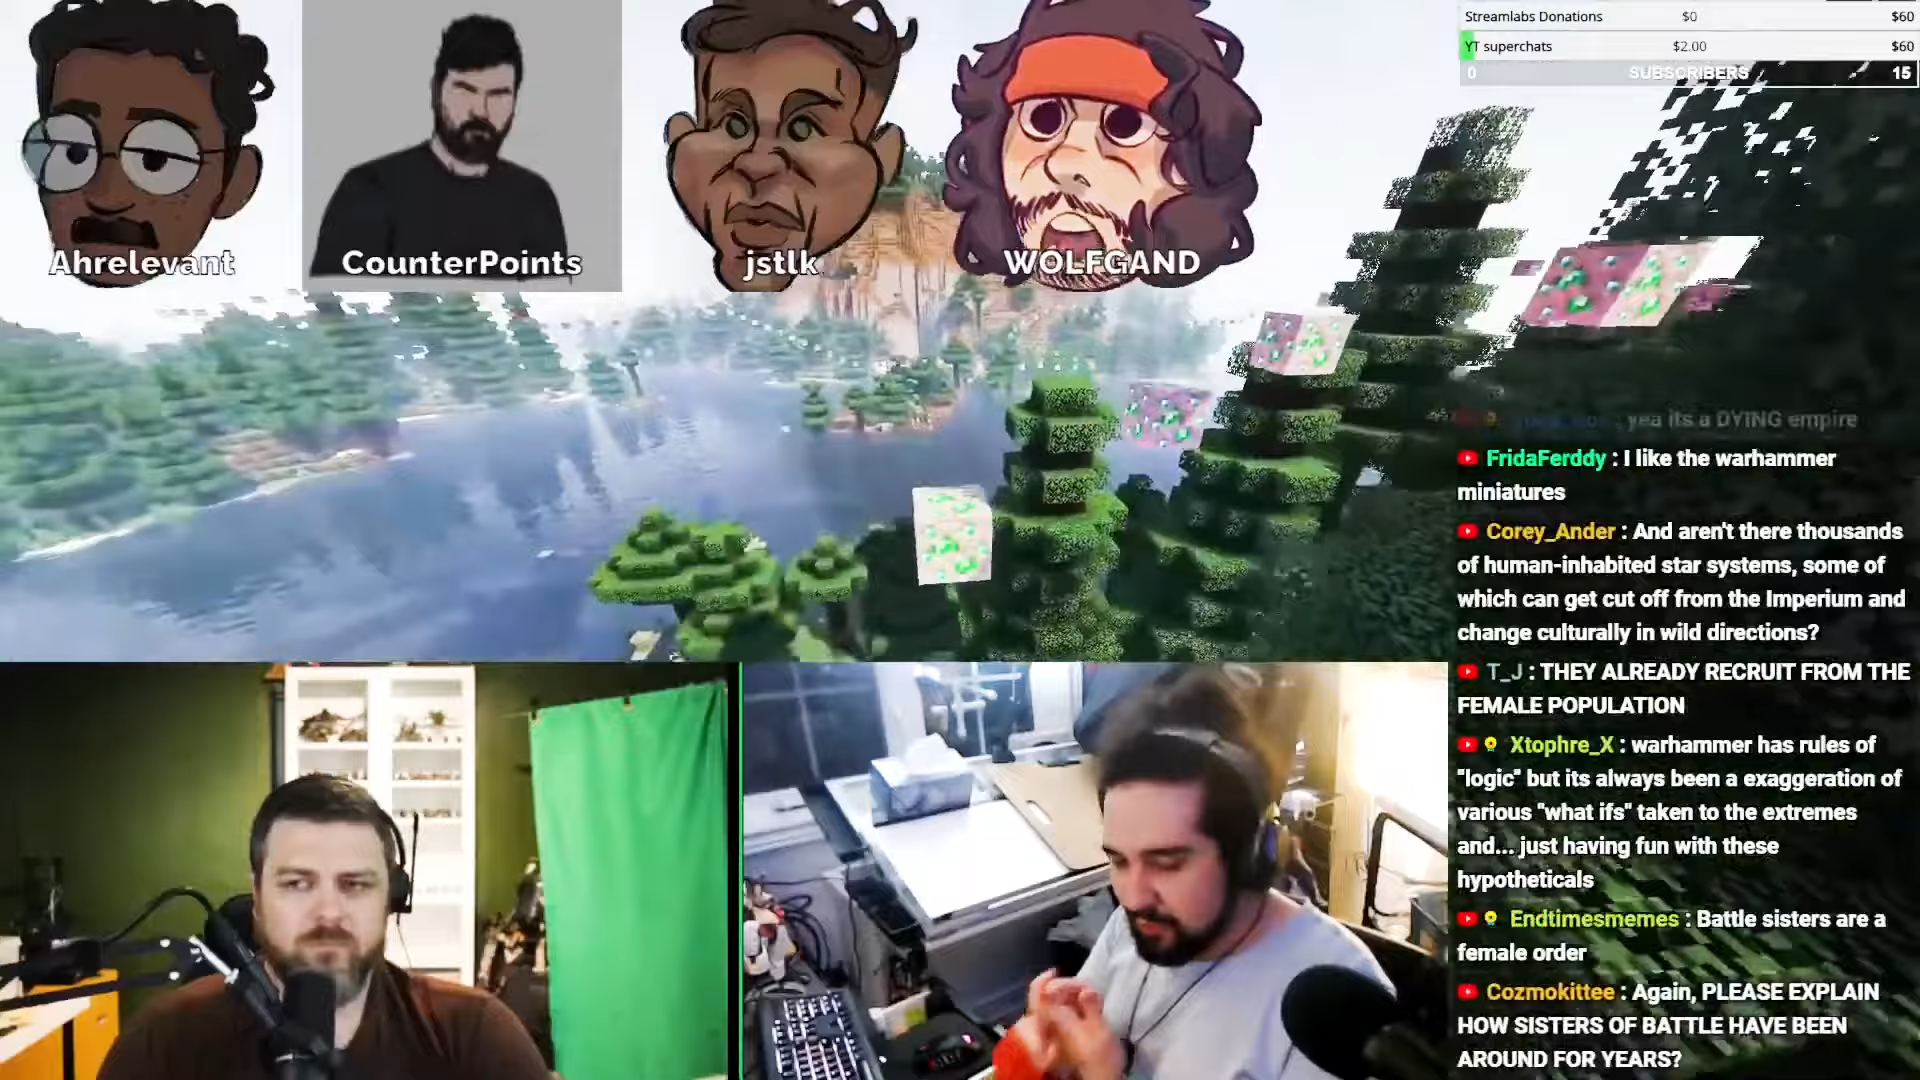 Streamlabs Donations $0 $60
YT superchats $2.00 $60
0 SUBSCRIBERS 15
Ahrelevant
CounterPoints
jstlk
WOLFGAND
: yea its a DYING empire
FridaFerddy : I like the warhammer
miniatures
Corey_Ander : And aren't there thousands
of human-inhabited star systems, some of
which can get cut off from the Imperium and
change culturally in wild directions?
T_J : THEY ALREADY RECRUIT FROM THE
FEMALE POPULATION
Xtophre_X : warhammer has rules of
"logic" but its always been a exaggeration of
various "what ifs" taken to the extremes
and... just having fun with these
hypotheticals
Endtimesmemes : Battle sisters are a
female order
Cozmokittee : Again, PLEASE EXPLAIN
HOW SISTERS OF BATTLE HAVE BEEN
AROUND FOR YEARS?